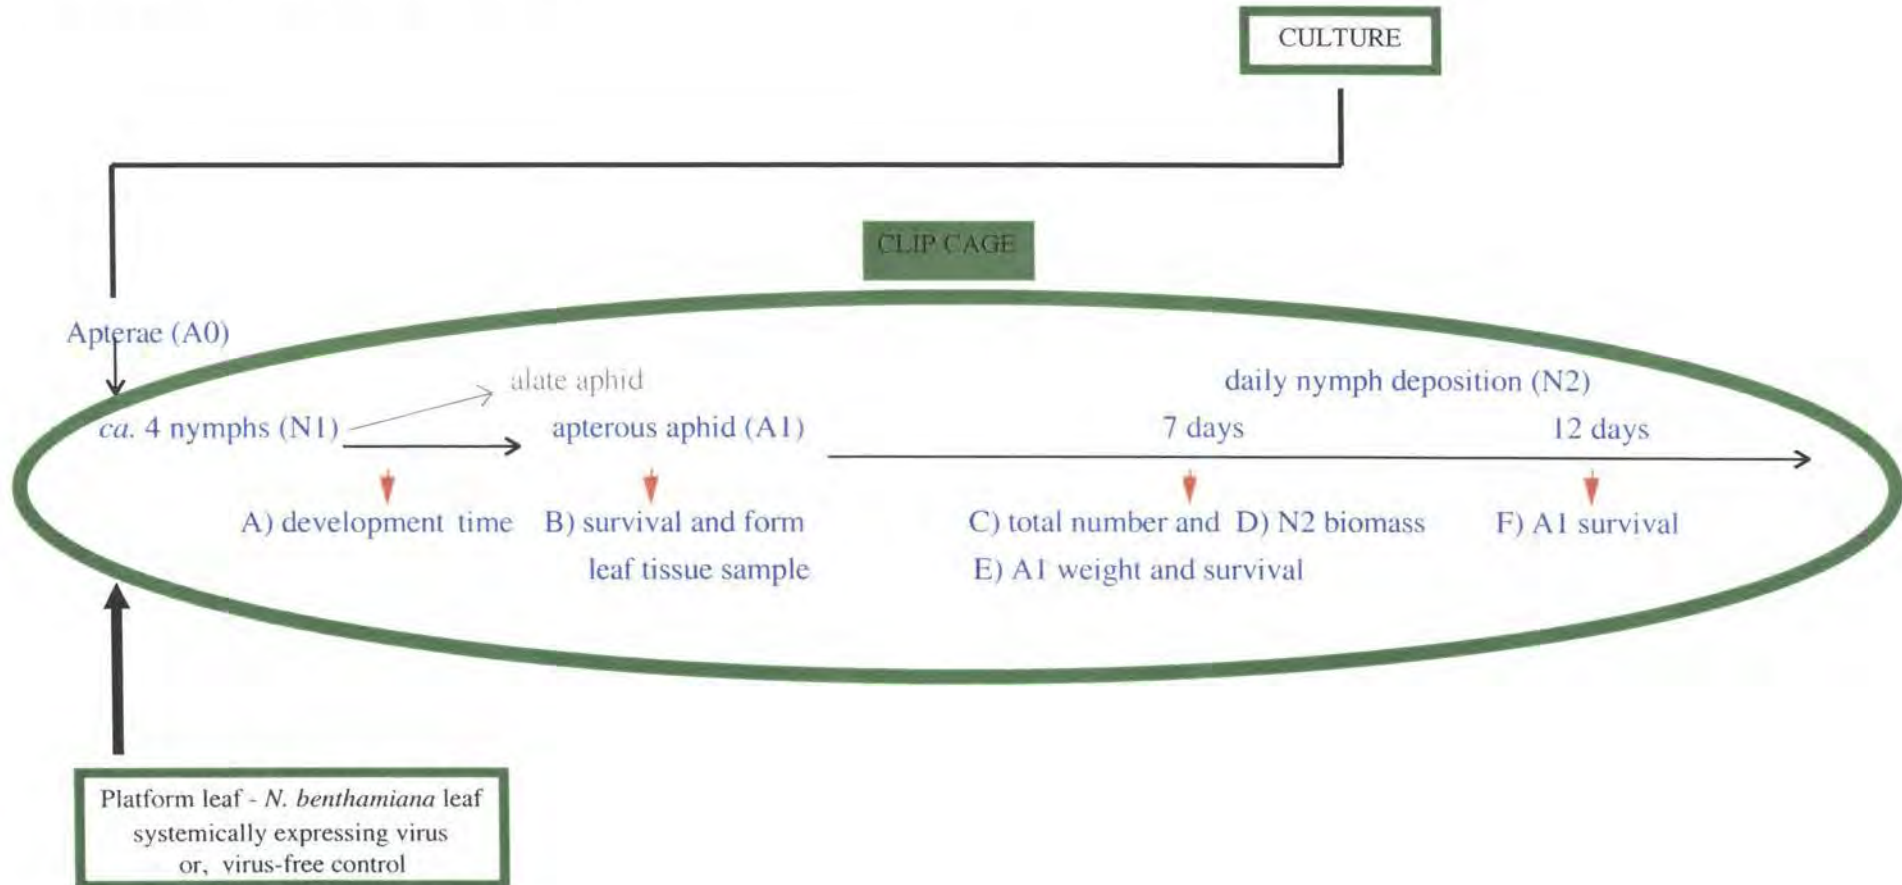 CULTURE
CLIP CAGE
Apterae (A0)
alate aphid
daily nymph deposition (N2)
ca. 4 nymphs (N1)
apterous aphid (A1)
7 days
12 days
A) development time
B) survival and form
leaf tissue sample
C) total number and D) N2 biomass
E) A1 weight and survival
F) A1 survival
Platform leaf - N. benthamiana leaf
systemically expressing virus
or, virus-free control